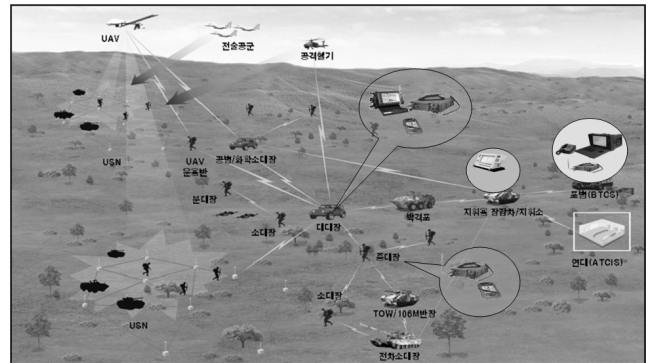 UAV
전술공군
공격헬기
USN
UAV
운용반
공병/화학소대장
분대장
소대장
대대장
박격포
지휘용 장갑차/지휘소
포병(BTCS)
연대(ATCIS)
중대장
소대장
TOW/106M반장
USN
전차소대장